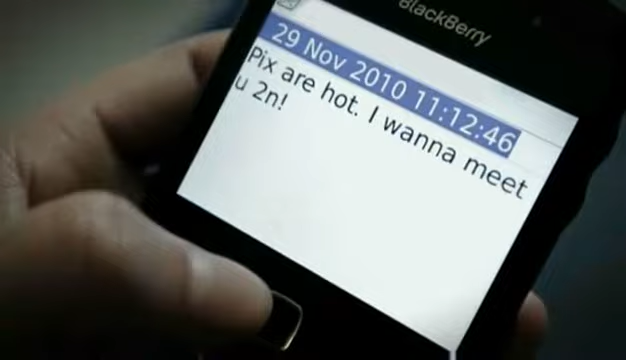 BlackBerry
29 Nov 2010 11:12:46
Pix are hot. I wanna meet
u 2n!